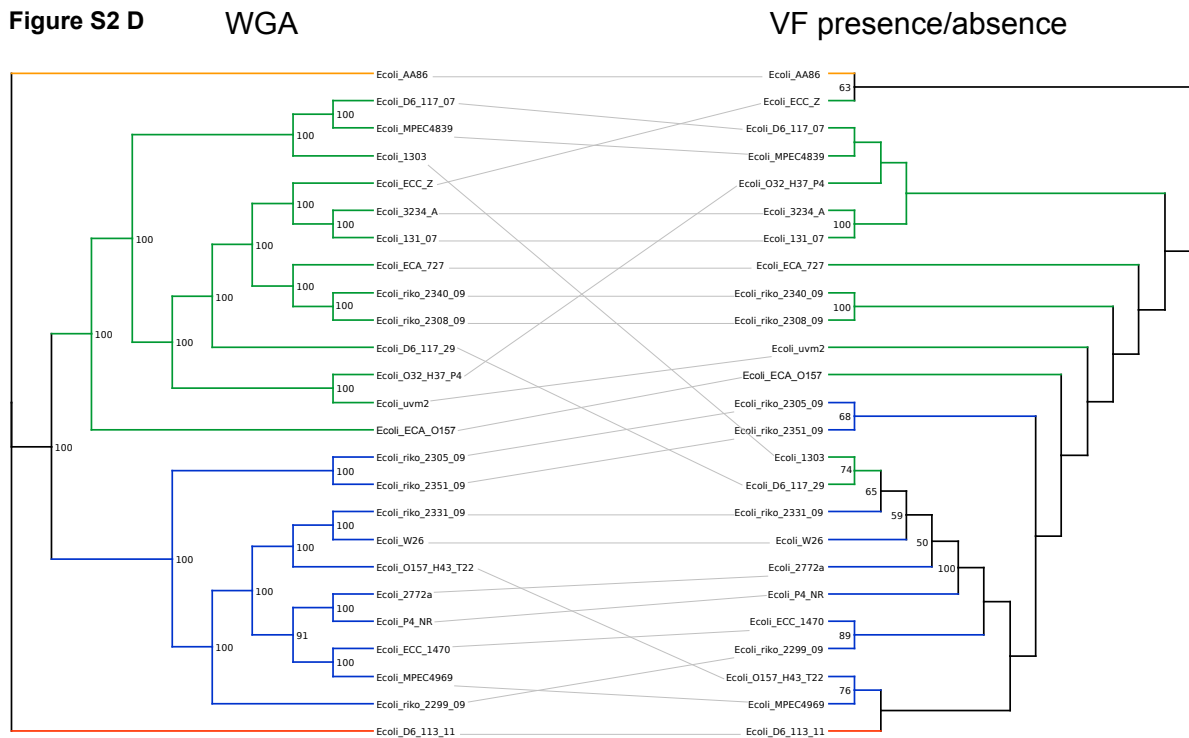 Figure S2 D WGA VF presence/absence
Ecoli_AA86 Ecoli_AA86
63
Ecoli_D6_117_07 Ecoli_ECC_Z
100
Ecoli_MPEC4839 Ecoli_D6_117_07
100
Ecoli_1303 Ecoli_MPEC4839
Ecoli_ECC_Z Ecoli_O32_H37_P4
100
Ecoli_3234_A Ecoli_3234_A
100 100
Ecoli_131_07 Ecoli_131_07
100 100
Ecoli_ECA_727 Ecoli_ECA_727
100
Ecoli_riko_2340_09 Ecoli_riko_2340_09
100 100 100
Ecoli_riko_2308_09 Ecoli_riko_2308_09
100
Ecoli_D6_117_29 Ecoli_uvm2
Ecoli_O32_H37_P4 Ecoli_ECA_O157
100
Ecoli_uvm2 Ecoli_riko_2305_09
68
Ecoli_ECA_O157 Ecoli_riko_2351_09
100
Ecoli_riko_2305_09 Ecoli_1303
100 74
Ecoli_riko_2351_09 Ecoli_D6_117_29
65
Ecoli_riko_2331_09 Ecoli_riko_2331_09
100 59
Ecoli_W26 Ecoli_W26
100 50
100
Ecoli_O157_H43_T22 Ecoli_2772a
100
Ecoli_2772a Ecoli_P4_NR
100 100
Ecoli_P4_NR Ecoli_ECC_1470
91 89
Ecoli_ECC_1470 Ecoli_riko_2299_09
100 100
Ecoli_MPEC4969 Ecoli_O157_H43_T22
76
Ecoli_riko_2299_09 Ecoli_MPEC4969
Ecoli_D6_113_11 Ecoli_D6_113_11